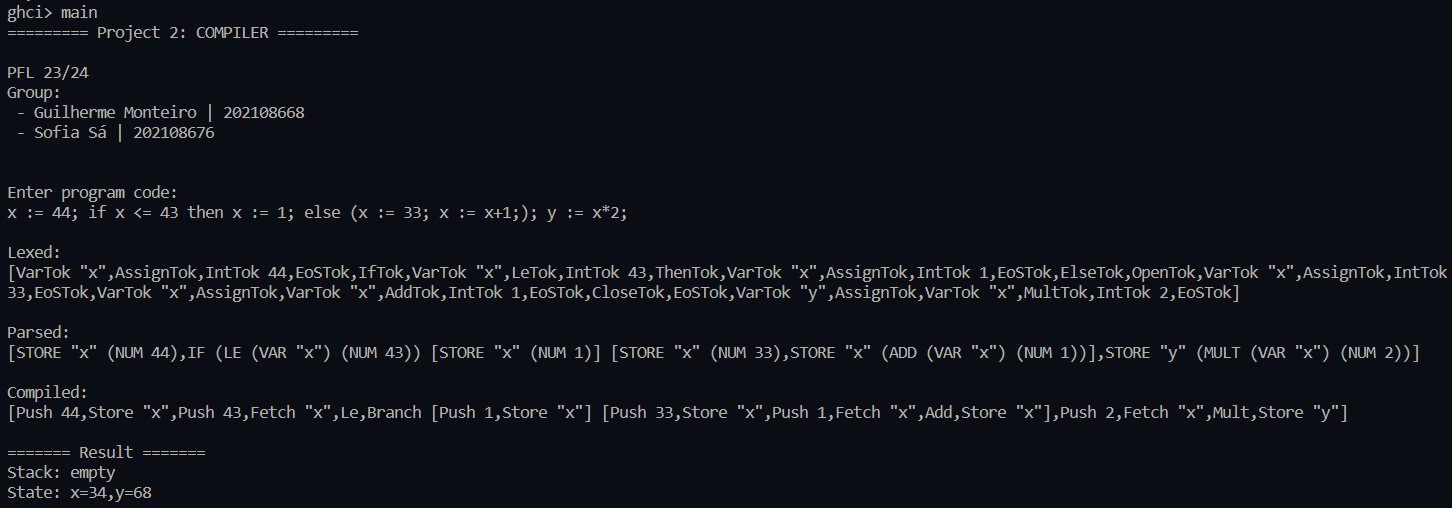 ghci> main
========= Project 2: COMPILER =========
PFL 23/24
Group:
- Guilherme Monteiro | 202108668
- Sofia Sá | 202108676
Enter program code:
x := 44; if x <= 43 then x := 1; else (x := 33; x := x+1;); y := x*2;
Lexed:
[VarTok "x",AssignTok,IntTok 44,EoSTok,IfTok,VarTok "x",LeTok,IntTok 43,ThenTok,VarTok "x",AssignTok,IntTok 1,EoSTok,ElseTok,OpenTok,VarTok "x",AssignTok,IntTok
33,EoSTok,VarTok "x",AssignTok,VarTok "x",AddTok,IntTok 1,EoSTok,CloseTok,EoSTok,VarTok "y",AssignTok,VarTok "x",MultTok,IntTok 2,EoSTok]
Parsed:
[STORE "x" (NUM 44),IF (LE (VAR "x") (NUM 43)) [STORE "x" (NUM 1)] [STORE "x" (NUM 33),STORE "x" (ADD (VAR "x") (NUM 1))],STORE "y" (MULT (VAR "x") (NUM 2))]
Compiled:
[Push 44,Store "x",Push 43,Fetch "x",Le,Branch [Push 1,Store "x"] [Push 33,Store "x",Push 1,Fetch "x",Add,Store "x"],Push 2,Fetch "x",Mult,Store "y"]
======= Result =======
Stack: empty
State: x=34,y=68